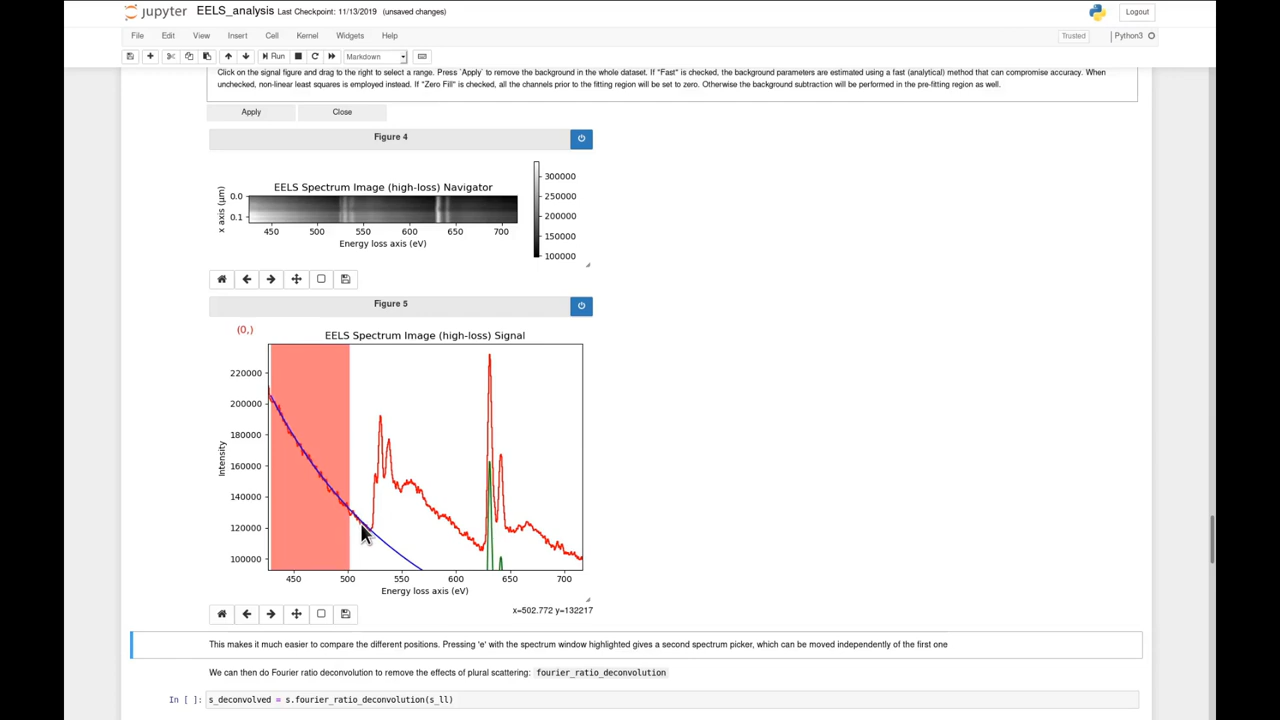 jupyter EELS_analysis Last Checkpoint: 11/13/2019 (unsaved changes) Logout
File Edit View Insert Cell Kernel Widgets Help Trusted Python3
Run Markdown
Click on the signal figure and drag to the right to select a range. Press `Apply` to remove the background in the whole dataset. If "Fast" is checked, the background parameters are estimated using a fast (analytical) method that can compromise accuracy. When
unchecked, non-linear least squares is employed instead. If "Zero Fill" is checked, all the channels prior to the fitting region will be set to zero. Otherwise the background subtraction will be performed in the pre-fitting region as well.
Apply Close
Figure 4
EELS Spectrum Image (high-loss) Navigator
x axis (µm)
0.0
0.1
450 500 550 600 650 700
Energy loss axis (eV)
300000
250000
200000
150000
100000
Figure 5
(0,)
EELS Spectrum Image (high-loss) Signal
Intensity
220000
200000
180000
160000
140000
120000
100000
450 500 550 600 650 700
Energy loss axis (eV)
x=502.772 y=132217
This makes it much easier to compare the different positions. Pressing 'e' with the spectrum window highlighted gives a second spectrum picker, which can be moved independently of the first one
We can then do Fourier ratio deconvolution to remove the effects of plural scattering: fourier_ratio_deconvolution
In [ ]: s_deconvolved = s.fourier_ratio_deconvolution(s_ll)